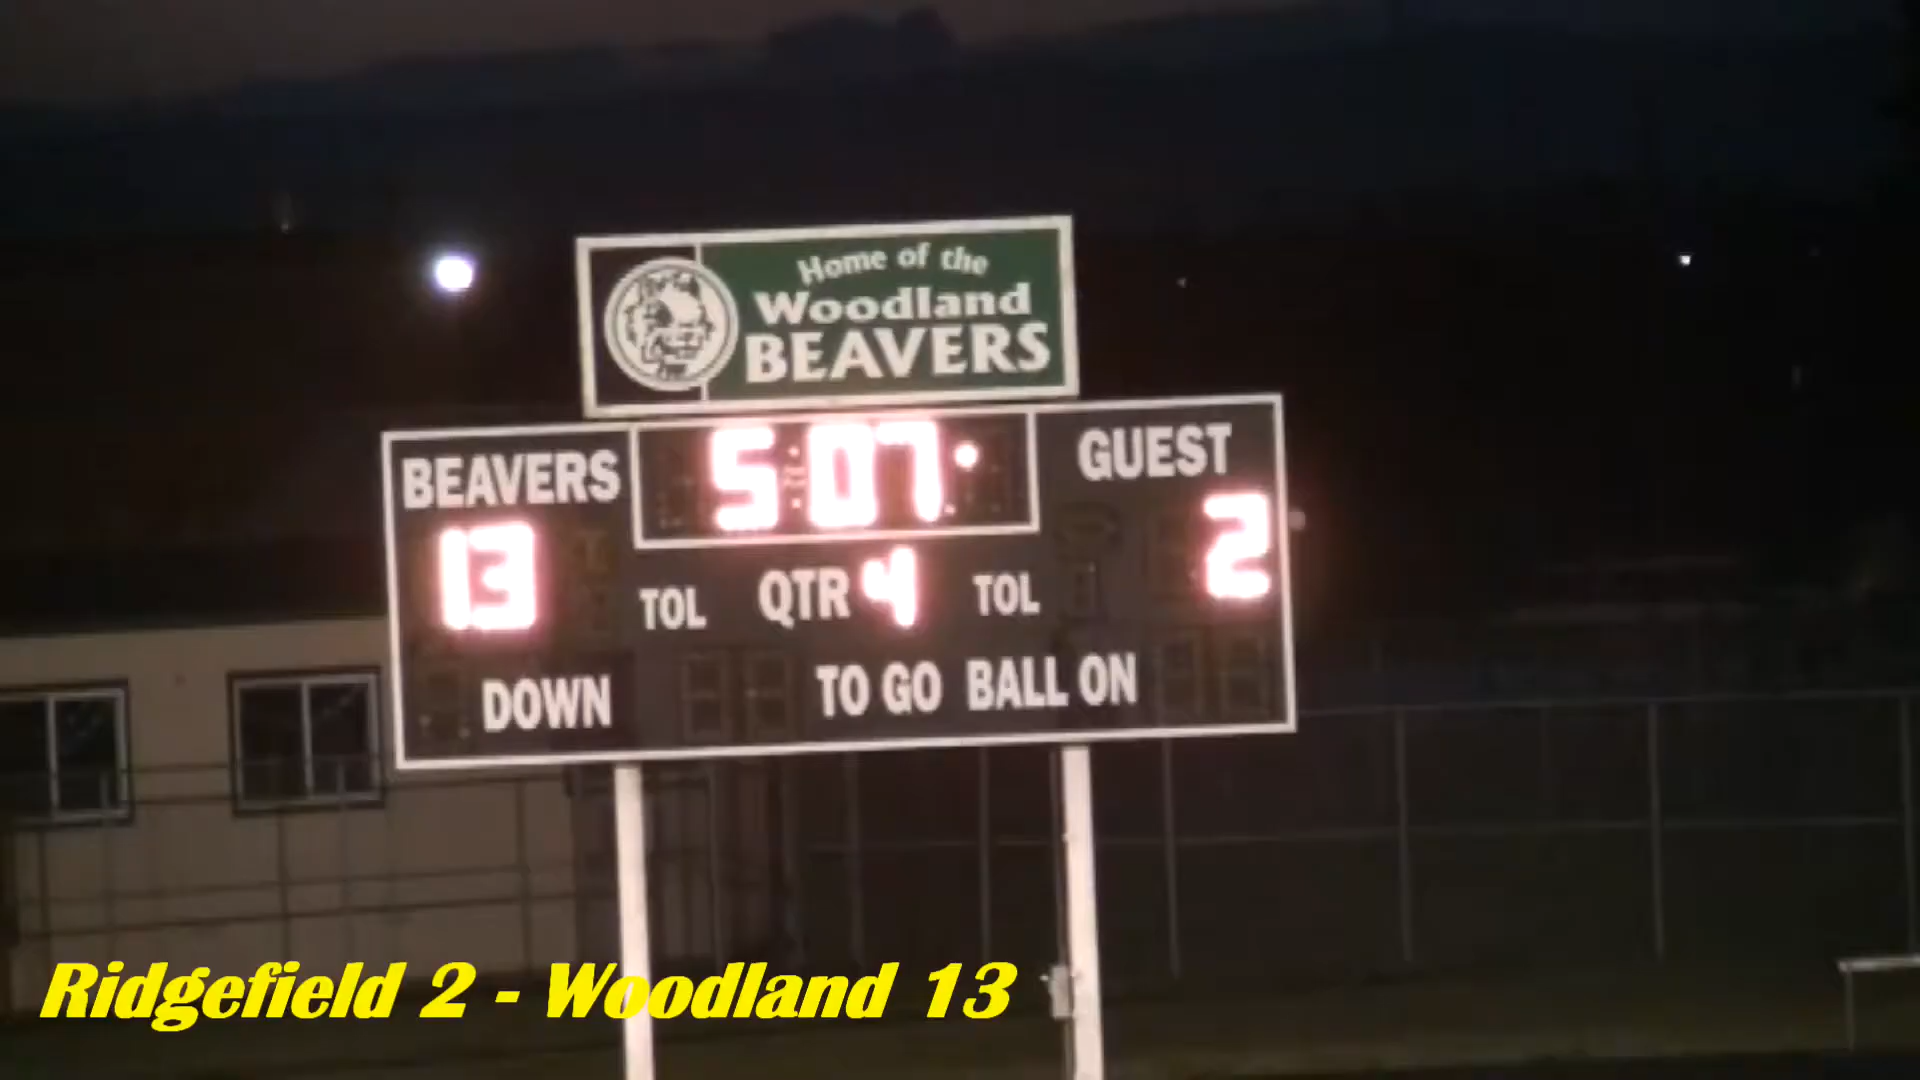 Home of the
Woodland
BEAVERS
BEAVERS
5:07
GUEST
13
2
TOL
QTR 4
TOL
DOWN
TO GO
BALL ON
Ridgefield 2 - Woodland 13